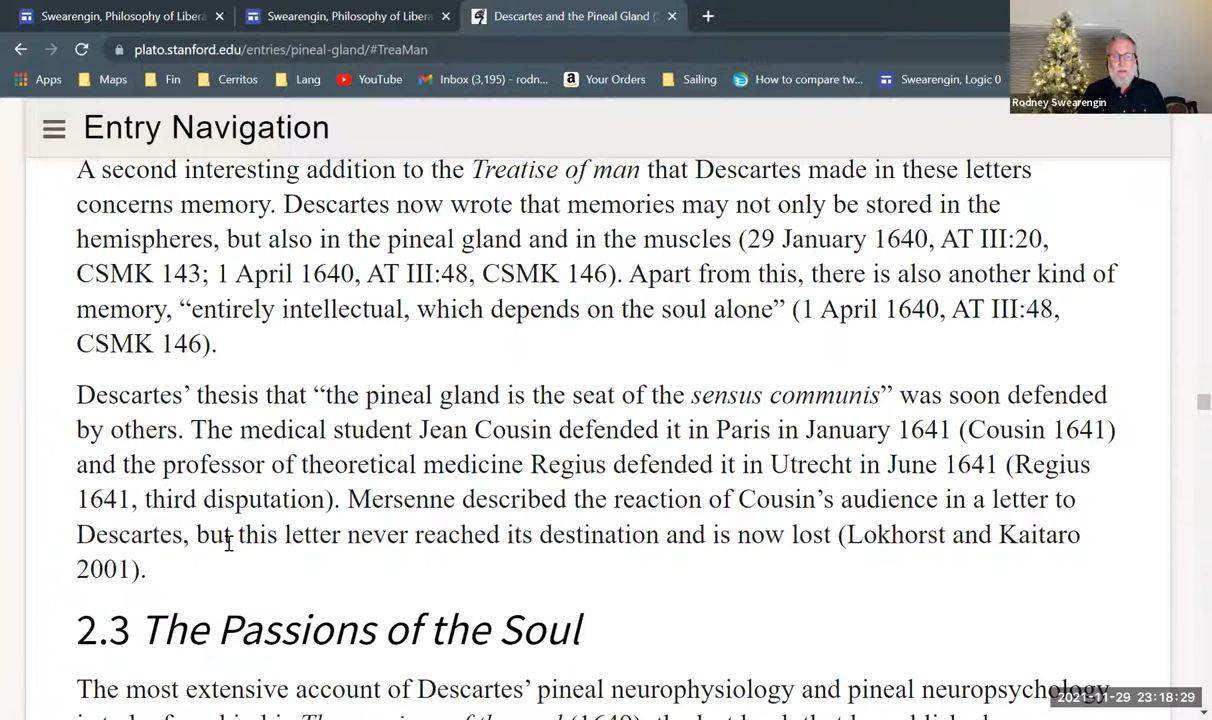 Swearengin, Philosophy of Libera
Swearengin, Philosophy of Libera
Descartes and the Pineal Gland (
plato.stanford.edu/entries/pineal-gland/#TreaMan
Apps
Maps
Fin
Cerritos
Lang
YouTube
Inbox (3,195) - rodn...
Your Orders
Sailing
How to compare tw...
Swearengin, Logic 0
Rodney Swearengin
Entry Navigation
A second interesting addition to the Treatise of man that Descartes made in these letters
concerns memory. Descartes now wrote that memories may not only be stored in the
hemispheres, but also in the pineal gland and in the muscles (29 January 1640, AT III:20,
CSMK 143; 1 April 1640, AT III:48, CSMK 146). Apart from this, there is also another kind of
memory, “entirely intellectual, which depends on the soul alone” (1 April 1640, AT III:48,
CSMK 146).
Descartes’ thesis that “the pineal gland is the seat of the sensus communis” was soon defended
by others. The medical student Jean Cousin defended it in Paris in January 1641 (Cousin 1641)
and the professor of theoretical medicine Regius defended it in Utrecht in June 1641 (Regius
1641, third disputation). Mersenne described the reaction of Cousin’s audience in a letter to
Descartes, but this letter never reached its destination and is now lost (Lokhorst and Kaitaro
2001).
2.3 The Passions of the Soul
The most extensive account of Descartes’ pineal neurophysiology and pineal neuropsychology
2021-11-29 23:18:29